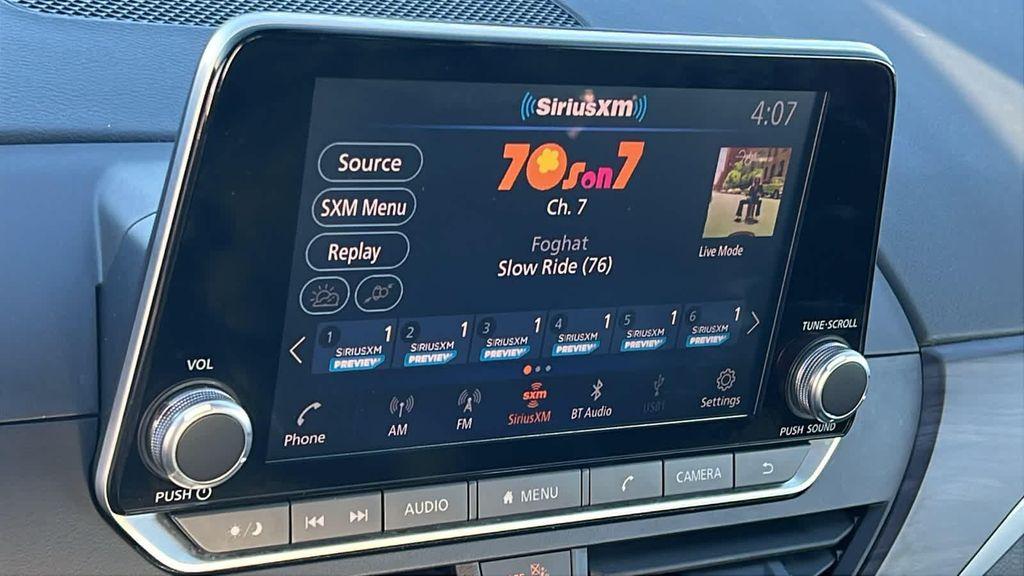 SiriusXM
4:07
Source
70s on 7
SXM Menu
Ch. 7
Replay
Foghat
Live Mode
Slow Ride (76)
1 1
SIRIUSXM
PREVIEW
2 1
SIRIUSXM
PREVIEW
3 1
SIRIUSXM
PREVIEW
4 1
SIRIUSXM
PREVIEW
5 1
SIRIUSXM
PREVIEW
6 1
SIRIUSXM
PREVIEW
Phone
AM
FM
sxm
SiriusXM
BT Audio
USB1
Settings
VOL
PUSH
TUNE·SCROLL
PUSH SOUND
AUDIO
MENU
CAMERA